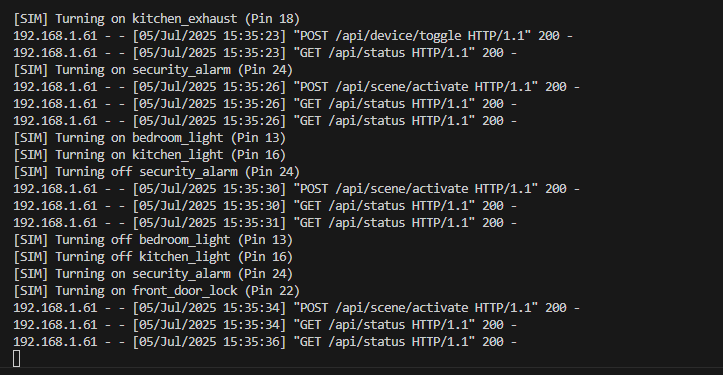 [SIM] Turning on kitchen_exhaust (Pin 18)
192.168.1.61 - - [05/Jul/2025 15:35:23] "POST /api/device/toggle HTTP/1.1" 200 -
192.168.1.61 - - [05/Jul/2025 15:35:23] "GET /api/status HTTP/1.1" 200 -
[SIM] Turning on security_alarm (Pin 24)
192.168.1.61 - - [05/Jul/2025 15:35:26] "POST /api/scene/activate HTTP/1.1" 200 -
192.168.1.61 - - [05/Jul/2025 15:35:26] "GET /api/status HTTP/1.1" 200 -
192.168.1.61 - - [05/Jul/2025 15:35:26] "GET /api/status HTTP/1.1" 200 -
[SIM] Turning on bedroom_light (Pin 13)
[SIM] Turning on kitchen_light (Pin 16)
[SIM] Turning off security_alarm (Pin 24)
192.168.1.61 - - [05/Jul/2025 15:35:30] "POST /api/scene/activate HTTP/1.1" 200 -
192.168.1.61 - - [05/Jul/2025 15:35:30] "GET /api/status HTTP/1.1" 200 -
192.168.1.61 - - [05/Jul/2025 15:35:31] "GET /api/status HTTP/1.1" 200 -
[SIM] Turning off bedroom_light (Pin 13)
[SIM] Turning off kitchen_light (Pin 16)
[SIM] Turning on security_alarm (Pin 24)
[SIM] Turning on front_door_lock (Pin 22)
192.168.1.61 - - [05/Jul/2025 15:35:34] "POST /api/scene/activate HTTP/1.1" 200 -
192.168.1.61 - - [05/Jul/2025 15:35:34] "GET /api/status HTTP/1.1" 200 -
192.168.1.61 - - [05/Jul/2025 15:35:36] "GET /api/status HTTP/1.1" 200 -